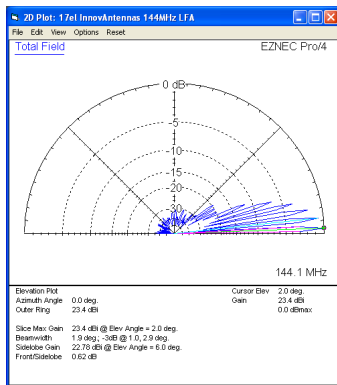 2D Plot: 17el InnovAntennas 144MHz LFA
File Edit View Options Reset
Total Field
EZNEC Pro/4
0 dB
-5
-10
-15
-20
-30
144.1 MHz
Elevation Plot
Cursor Elev 2.0 deg.
Azimuth Angle 0.0 deg.
Gain 23.4 dBi
Outer Ring 23.4 dBi
0.0 dBmax
Slice Max Gain 23.4 dBi @ Elev Angle = 2.0 deg.
Beamwidth 1.9 deg.; -3dB @ 1.0, 2.9 deg.
Sidelobe Gain 22.78 dBi @ Elev Angle = 6.0 deg.
Front/Sidelobe 0.62 dB